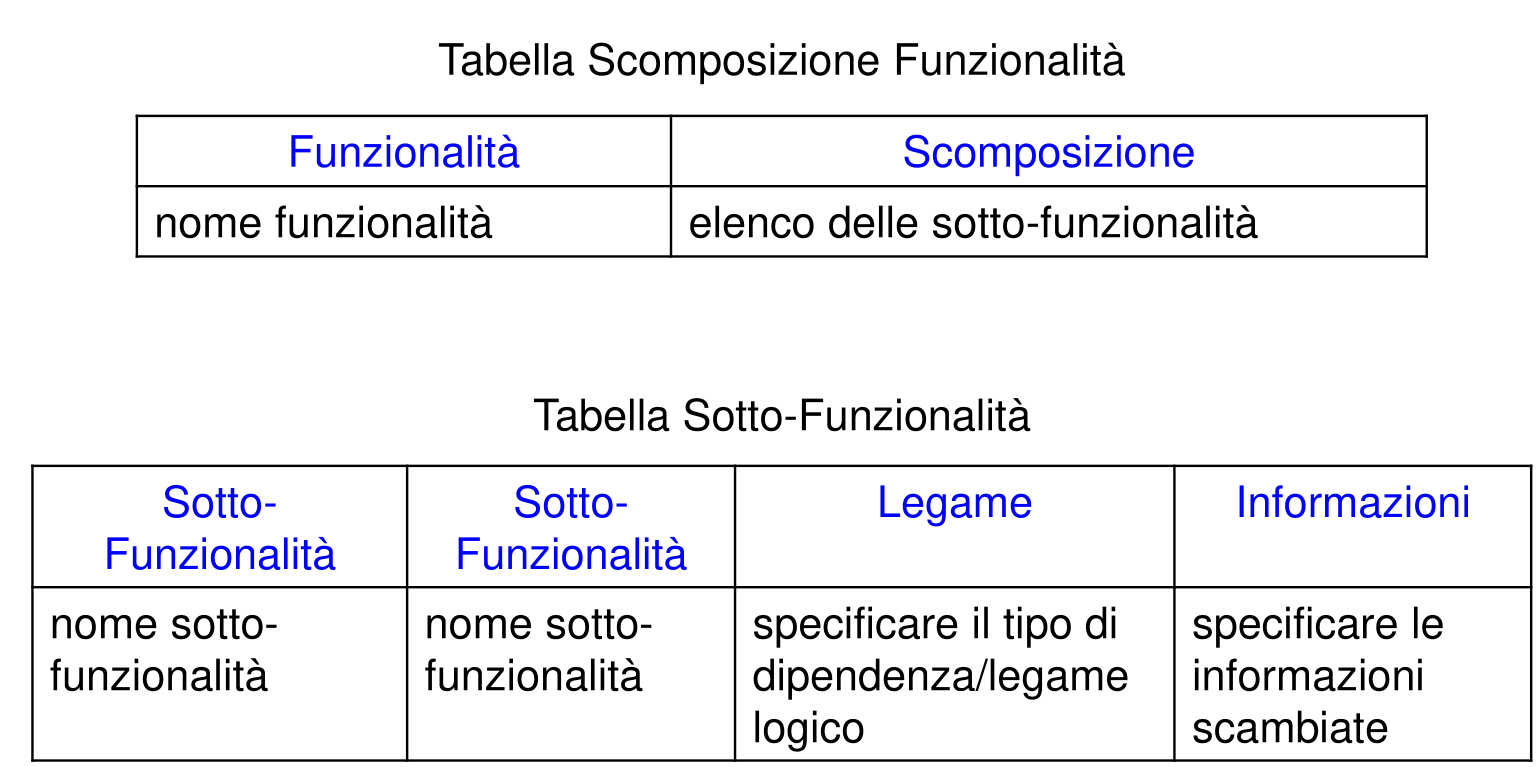 Tabella Scomposizione Funzionalità
Funzionalità Scomposizione
nome funzionalità elenco delle sotto-funzionalità
Tabella Sotto-Funzionalità
Sotto- Sotto- Legame Informazioni
Funzionalità Funzionalità
nome sotto- nome sotto- specificare il tipo di specificare le
funzionalità funzionalità dipendenza/legame informazioni
logico scambiate